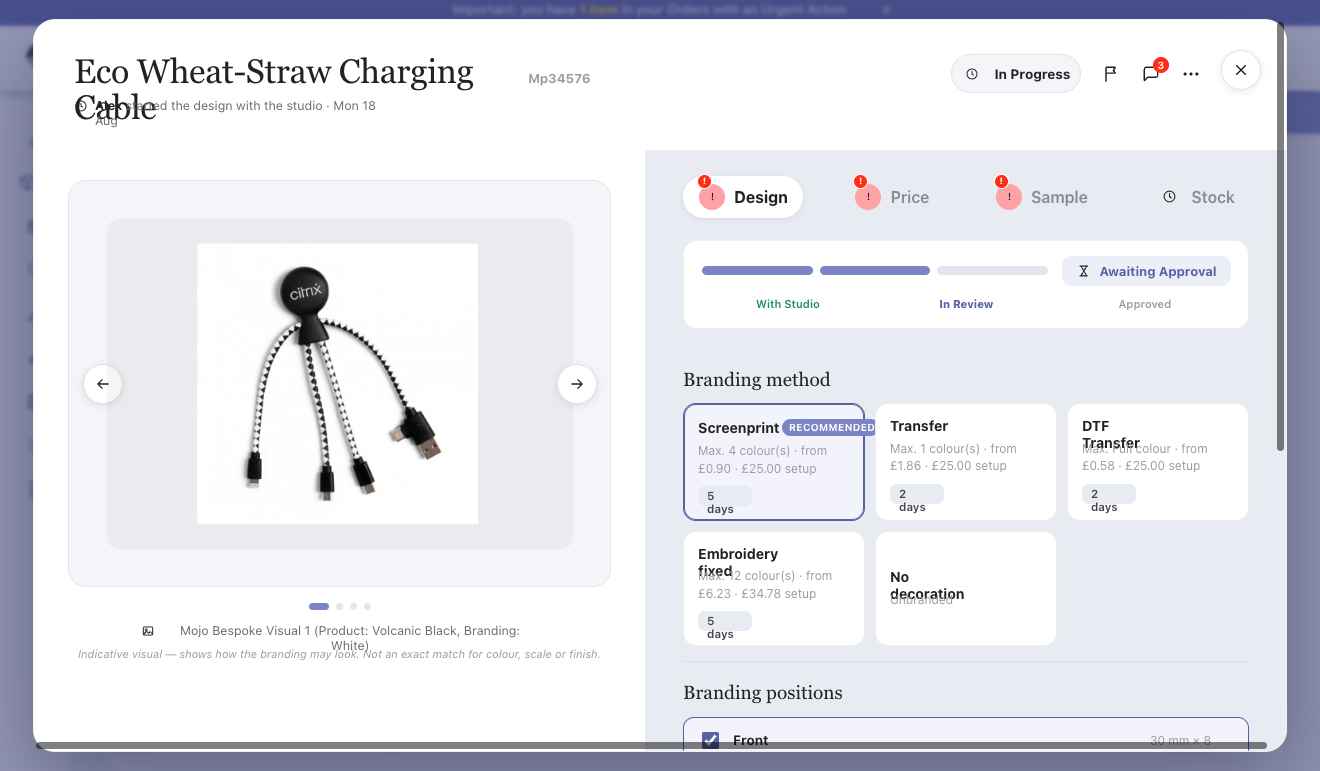 Important: you have 1 item in your Orders with an Urgent Action
Eco Wheat-Straw Charging
Cable
Mp34576
Alex started the design with the studio · Mon 18
Aug
In Progress
3
Design
Price
Sample
Stock
Awaiting Approval
With Studio
In Review
Approved
citrix
Mojo Bespoke Visual 1 (Product: Volcanic Black, Branding:
White)
Indicative visual — shows how the branding may look. Not an exact match for colour, scale or finish.
Branding method
Screenprint RECOMMENDED
Max. 4 colour(s) · from
£0.90 · £25.00 setup
5
days
Transfer
Max. 1 colour(s) · from
£1.86 · £25.00 setup
2
days
DTF
Transfer
Max. Full colour · from
£0.58 · £25.00 setup
2
days
Embroidery
fixed
Max. 12 colour(s) · from
£6.23 · £34.78 setup
5
days
No
decoration
Unbranded
Branding positions
Front
30 mm × 8